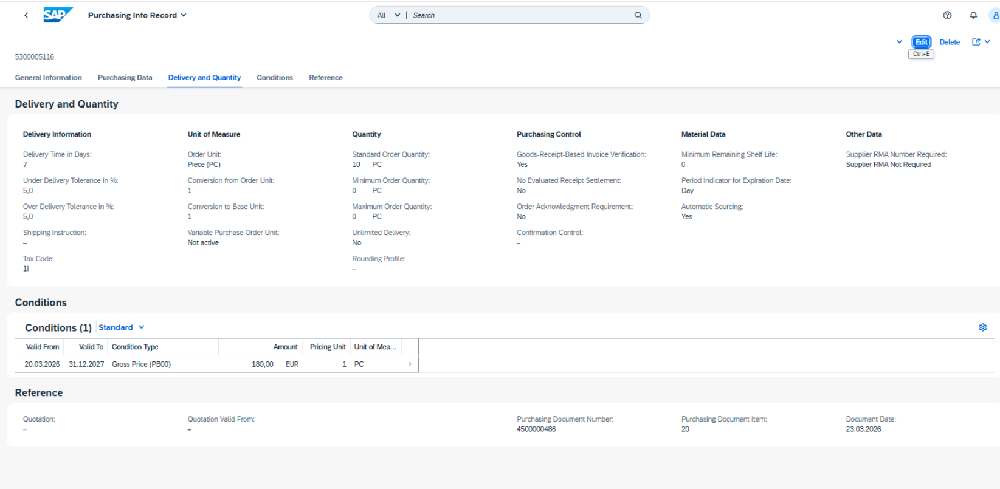 SAP Purchasing Info Record All Search
Edit Delete
Ctrl+E
5300005116
General Information Purchasing Data Delivery and Quantity Conditions Reference
Delivery and Quantity
Delivery Information Unit of Measure Quantity Purchasing Control Material Data Other Data
Delivery Time in Days: Order Unit: Standard Order Quantity: Goods-Receipt-Based Invoice Verification: Minimum Remaining Shelf Life: Supplier RMA Number Required:
7 Piece (PC) 10 PC Yes 0 Supplier RMA Not Required
Under Delivery Tolerance in %: Conversion from Order Unit: Minimum Order Quantity: No Evaluated Receipt Settlement: Period Indicator for Expiration Date:
5,0 1 0 PC No Day
Over Delivery Tolerance in %: Conversion to Base Unit: Maximum Order Quantity: Order Acknowledgment Requirement: Automatic Sourcing:
5,0 1 0 PC No Yes
Shipping Instruction: Variable Purchase Order Unit: Unlimited Delivery: Confirmation Control:
– Not active No –
Tax Code: Rounding Profile:
1I –
Conditions
Conditions (1) Standard
Valid From Valid To Condition Type Amount Pricing Unit Unit of Mea...
20.03.2026 31.12.2027 Gross Price (PB00) 180,00 EUR 1 PC
Reference
Quotation: Quotation Valid From: Purchasing Document Number: Purchasing Document Item: Document Date:
– – 4500000486 20 23.03.2026